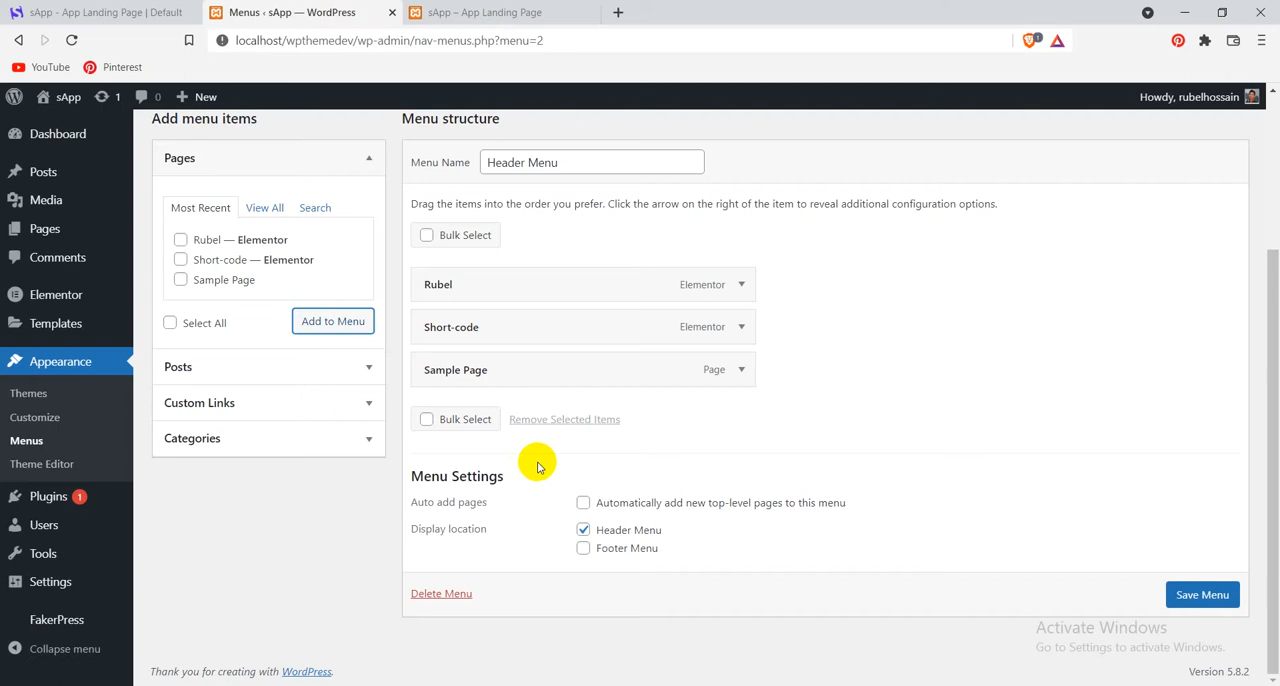 sApp - App Landing Page | Default
Menus ‹ sApp — WordPress
sApp – App Landing Page
localhost/wpthemedev/wp-admin/nav-menus.php?menu=2
1
YouTube
Pinterest
sApp
1
0
New
Howdy, rubelhossain
Dashboard
Posts
Media
Pages
Comments
Elementor
Templates
Appearance
Themes
Customize
Menus
Theme Editor
Plugins 1
Users
Tools
Settings
FakerPress
Collapse menu
Add menu items
Pages
Most Recent
View All
Search
Rubel — Elementor
Short-code — Elementor
Sample Page
Select All
Add to Menu
Posts
Custom Links
Categories
Menu structure
Menu Name
Header Menu
Drag the items into the order you prefer. Click the arrow on the right of the item to reveal additional configuration options.
Bulk Select
Rubel
Elementor
Short-code
Elementor
Sample Page
Page
Bulk Select
Remove Selected Items
Menu Settings
Auto add pages
Automatically add new top-level pages to this menu
Display location
Header Menu
Footer Menu
Delete Menu
Save Menu
Activate Windows
Go to Settings to activate Windows.
Thank you for creating with WordPress.
Version 5.8.2